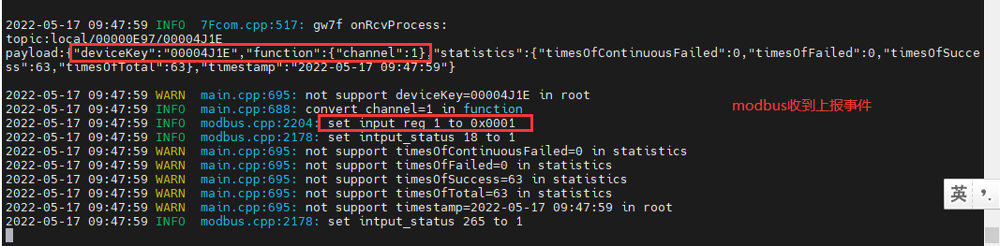 2022-05-17 09:47:59 INFO 7Fcom.cpp:517: gw7f onRcvProcess:
topic:local/00000E97/00004J1E
payload:{"deviceKey":"00004J1E","function":{"channel":1},"statistics":{"timesOfContinuousFailed":0,"timesOfFailed":0,"timesOfSucce
ss":63,"timesOfTotal":63},"timestamp":"2022-05-17 09:47:59"}
2022-05-17 09:47:59 WARN main.cpp:695: not support deviceKey=00004J1E in root
2022-05-17 09:47:59 INFO main.cpp:688: convert channel=1 in function
2022-05-17 09:47:59 INFO modbus.cpp:2204: set input reg 1 to 0x0001
2022-05-17 09:47:59 INFO modbus.cpp:2178: set intput_status 18 to 1
2022-05-17 09:47:59 WARN main.cpp:695: not support timesOfContinuousFailed=0 in statistics
2022-05-17 09:47:59 WARN main.cpp:695: not support timesOfFailed=0 in statistics
2022-05-17 09:47:59 WARN main.cpp:695: not support timesOfSuccess=63 in statistics
2022-05-17 09:47:59 WARN main.cpp:695: not support timesOfTotal=63 in statistics
2022-05-17 09:47:59 WARN main.cpp:695: not support timestamp=2022-05-17 09:47:59 in root
2022-05-17 09:47:59 INFO modbus.cpp:2178: set intput_status 265 to 1
modbus收到上报事件
英 ，